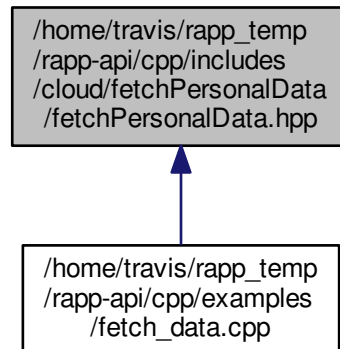 /home/travis/rapp_temp
/rapp-api/cpp/includes
/cloud/fetchPersonalData
/fetchPersonalData.hpp
/home/travis/rapp_temp
/rapp-api/cpp/examples
/fetch_data.cpp